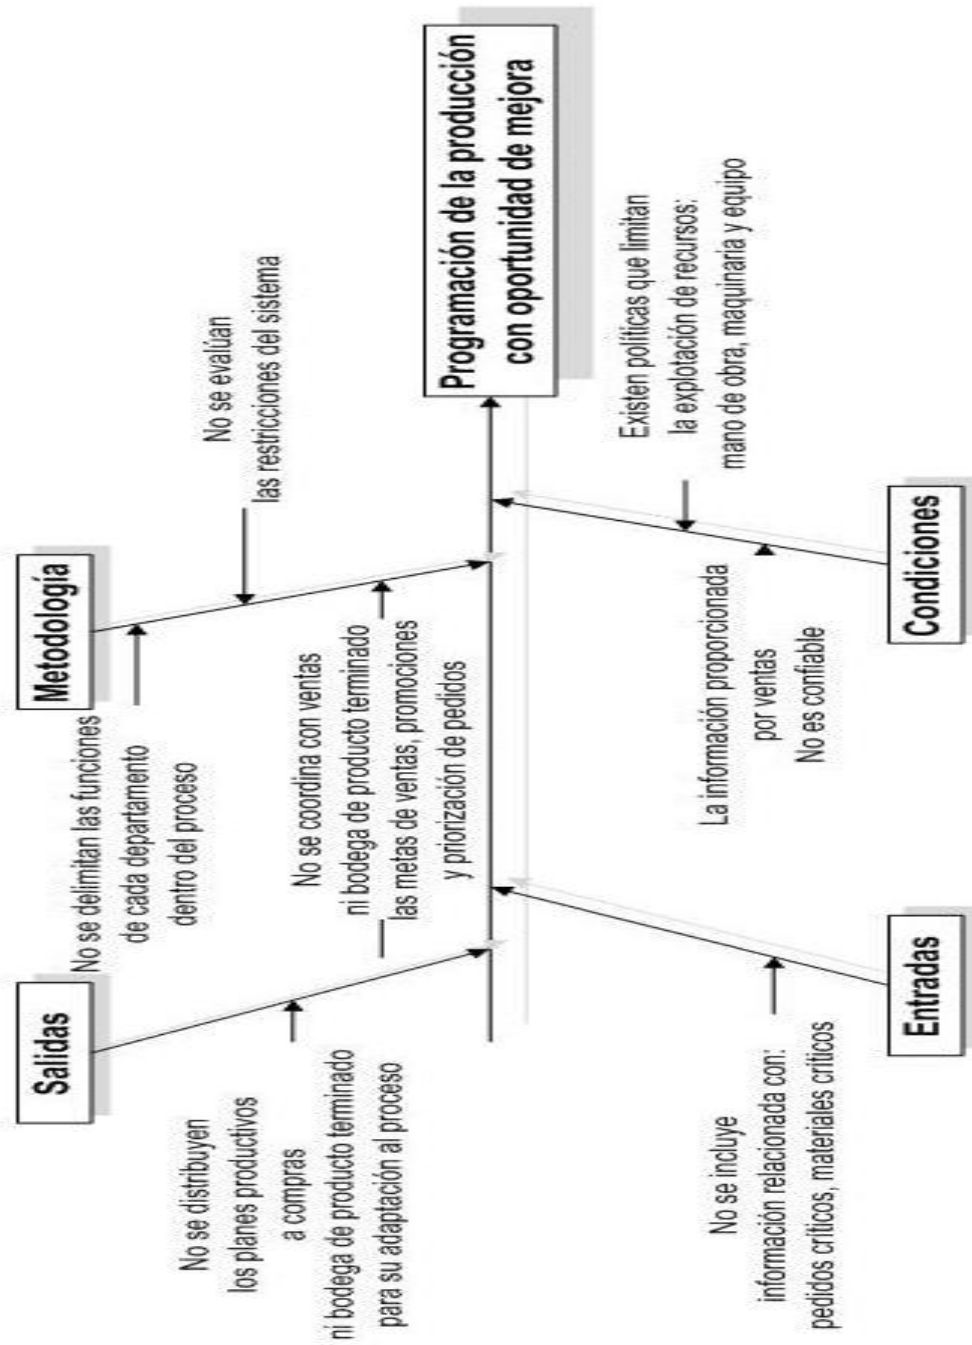 Salidas
Metodología
No se delimitan las funciones
de cada departamento
dentro del proceso
No se evalúan
las restricciones del sistema
No se distribuyen
los planes productivos
a compras
ni bodega de producto terminado
para su adaptación al proceso
No se coordina con ventas
ni bodega de producto terminado
las metas de ventas, promociones
y priorización de pedidos
Programación de la producción
con oportunidad de mejora
No se incluye
información relacionada con:
pedidos críticos, materiales críticos
La información proporcionada
por ventas
No es confiable
Existen políticas que limitan
la explotación de recursos:
mano de obra, maquinaria y equipo
Entradas
Condiciones